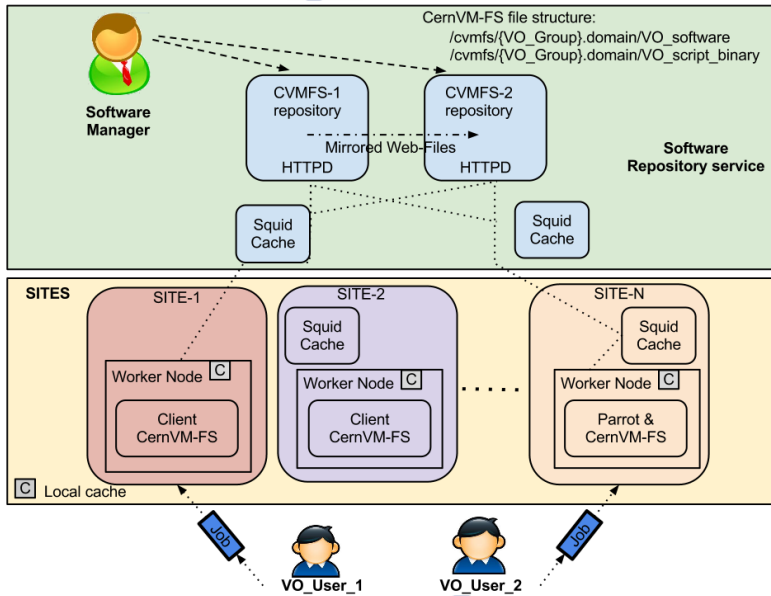 CernVM-FS file structure:
/cvmfs/{VO_Group}.domain/VO_software
/cvmfs/{VO_Group}.domain/VO_script_binary
Software
Manager
CVMFS-1
repository
CVMFS-2
repository
Mirrored Web-Files
HTTPD
HTTPD
Software
Repository service
Squid
Cache
Squid
Cache
SITES
SITE-1
SITE-2
SITE-N
Squid
Cache
Squid
Cache
Worker Node
C
Worker Node
C
Worker Node
C
Client
CernVM-FS
Client
CernVM-FS
Parrot &
CernVM-FS
C
Local cache
Job
Job
VO_User_1
VO_User_2